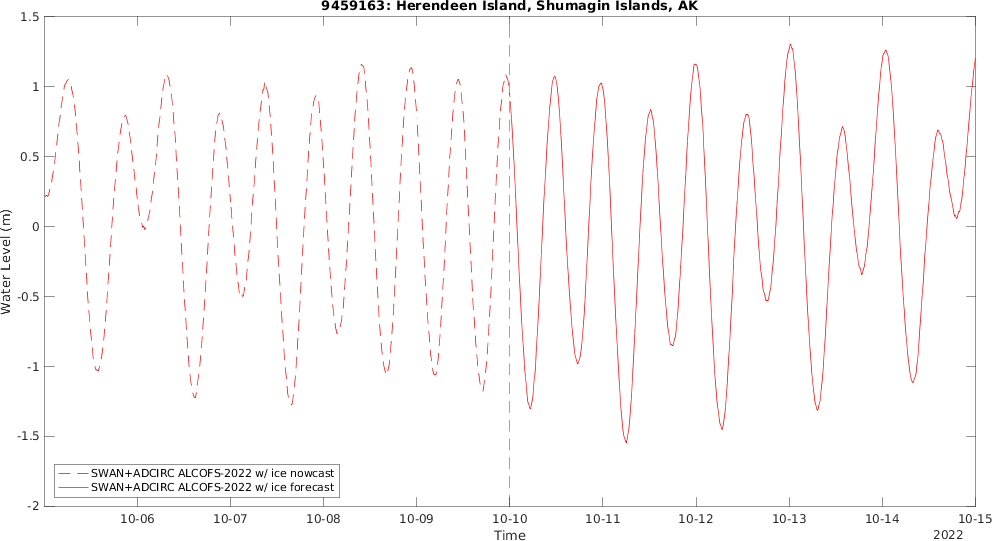 9459163: Herendeen Island, Shumagin Islands, AK
1.5
1
0.5
0
-0.5
-1
-1.5
-2
Water Level (m)
SWAN+ADCIRC ALCOFS-2022 w/ ice nowcast
SWAN+ADCIRC ALCOFS-2022 w/ ice forecast
10-06 10-07 10-08 10-09 10-10 10-11 10-12 10-13 10-14 10-15
Time
2022